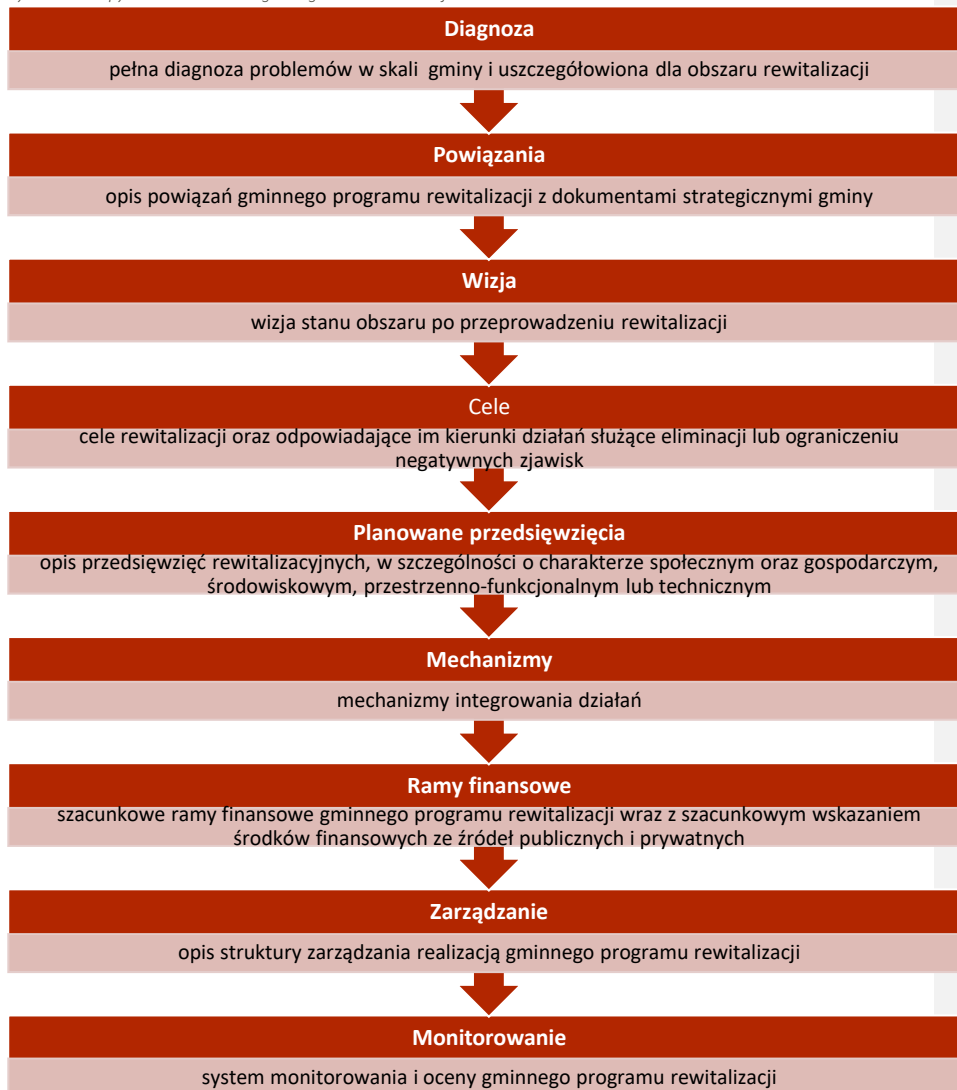 Diagnoza
pełna diagnoza problemów w skali gminy i uszczegółowiona dla obszaru rewitalizacji
Powiązania
opis powiązań gminnego programu rewitalizacji z dokumentami strategicznymi gminy
Wizja
wizja stanu obszaru po przeprowadzeniu rewitalizacji
Cele
cele rewitalizacji oraz odpowiadające im kierunki działań służące eliminacji lub ograniczeniu
negatywnych zjawisk
Planowane przedsięwzięcia
opis przedsięwzięć rewitalizacyjnych, w szczególności o charakterze społecznym oraz gospodarczym,
środowiskowym, przestrzenno-funkcjonalnym lub technicznym
Mechanizmy
mechanizmy integrowania działań
Ramy finansowe
szacunkowe ramy finansowe gminnego programu rewitalizacji wraz z szacunkowym wskazaniem
środków finansowych ze źródeł publicznych i prywatnych
Zarządzanie
opis struktury zarządzania realizacją gminnego programu rewitalizacji
Monitorowanie
system monitorowania i oceny gminnego programu rewitalizacji